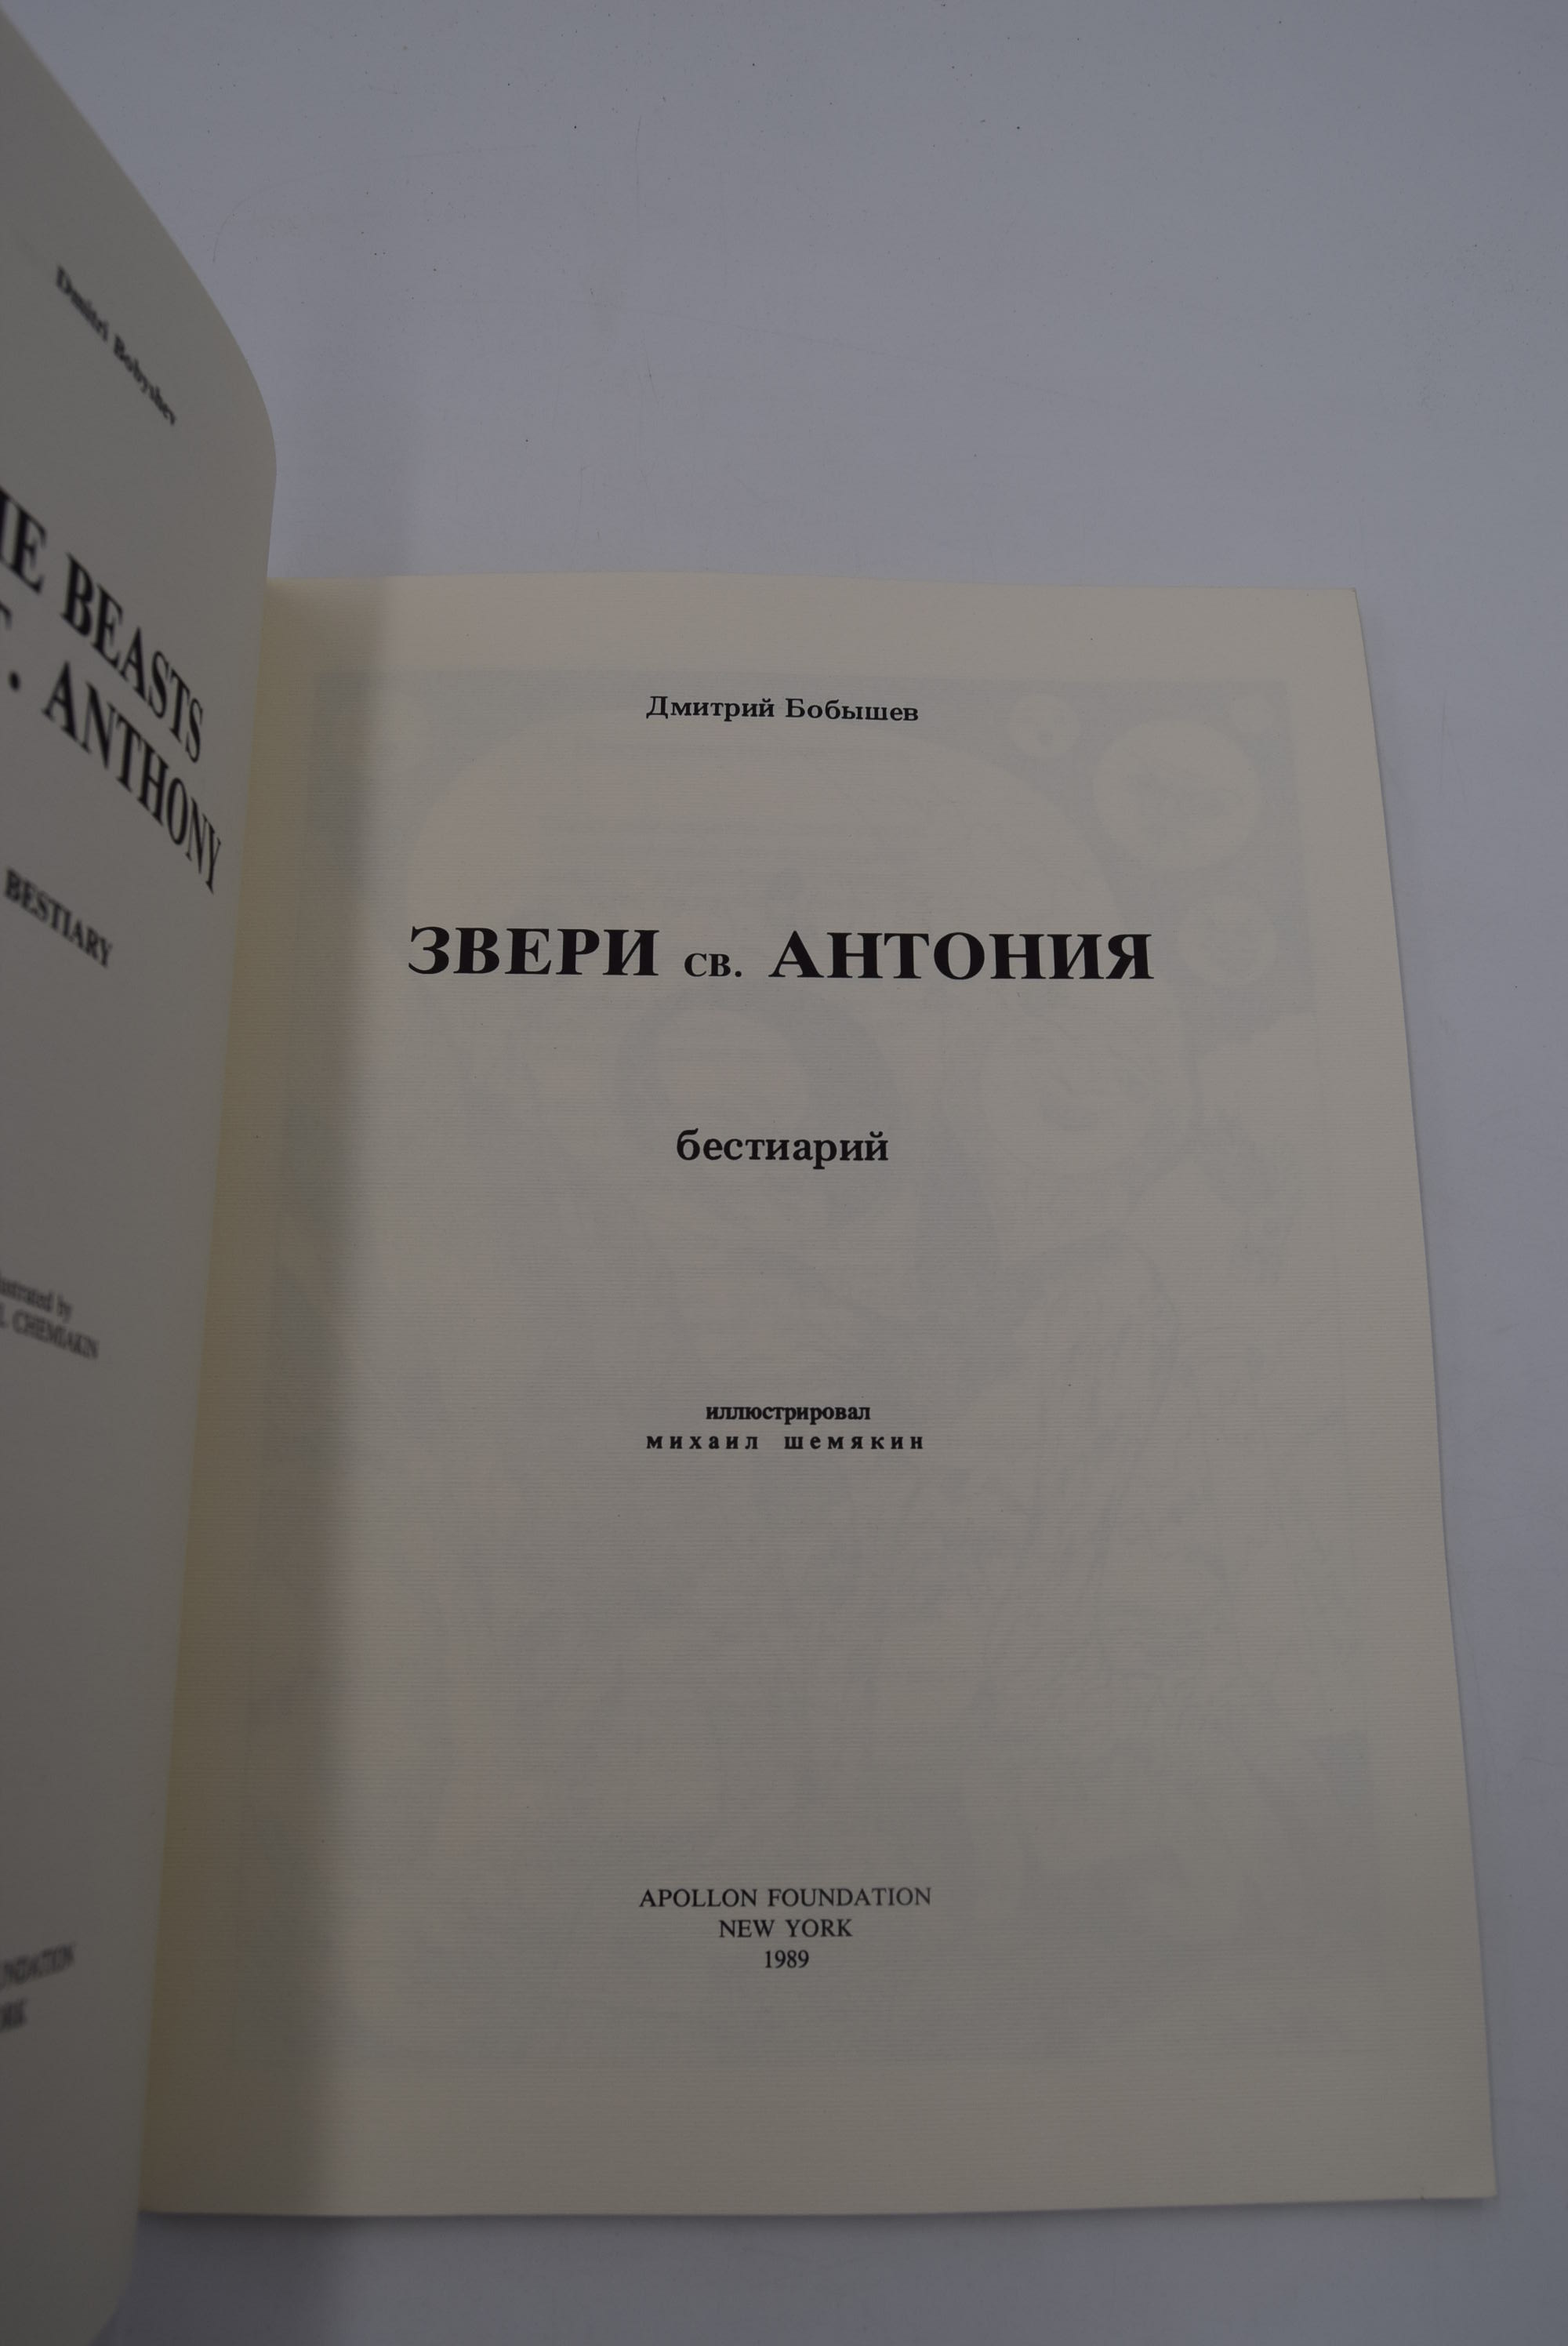 Dmitri Bobyshev
BEASTS
ANTHONY
BESTIARY
by
CHEMIAKIN
Дмитрий Бобышев
ЗВЕРИ св. АНТОНИЯ
бестиарий
иллюстрировал
михаил шемякин
APOLLON FOUNDATION
NEW YORK
1989